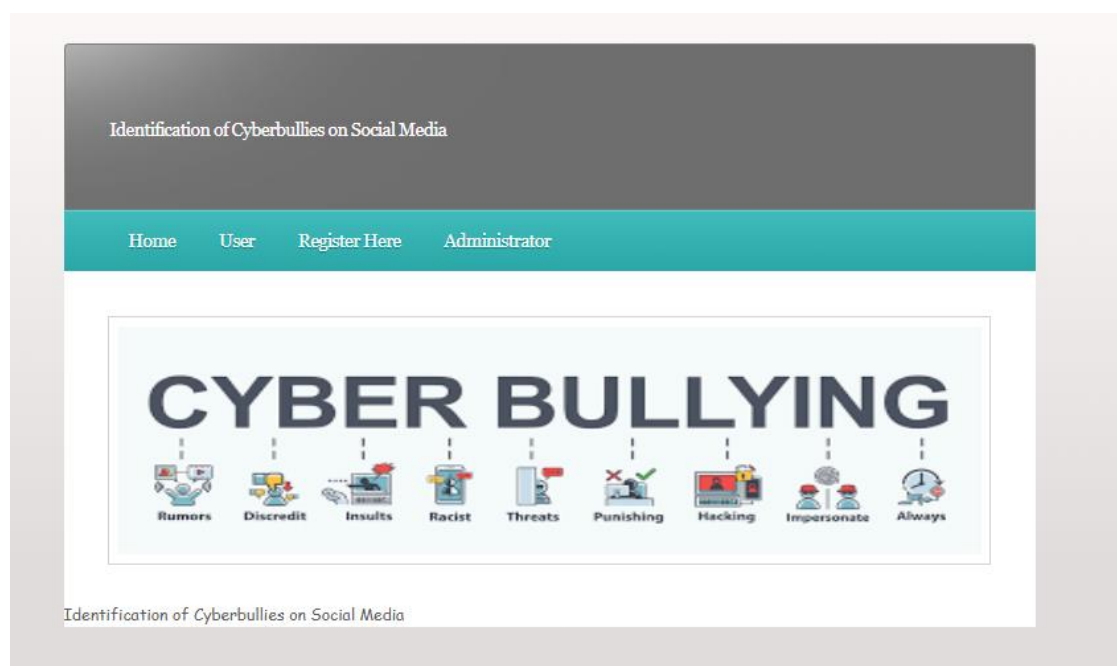 Identification of Cyberbullies on Social Media
Home User Register Here Administrator
CYBER BULLYING
Rumors Discredit Insults Racist Threats Punishing Hacking Impersonate Always
Identification of Cyberbullies on Social Media